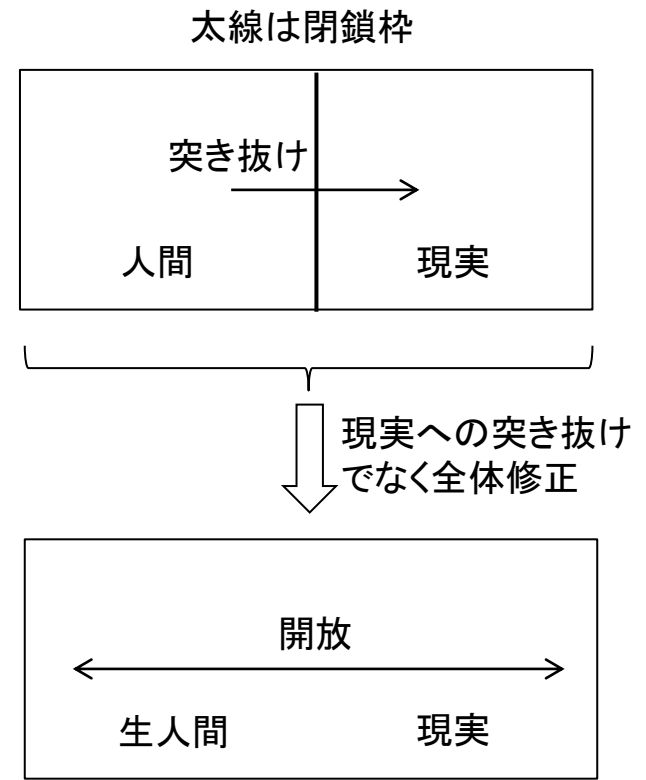 太線は閉鎖枠
突き抜け
人間
現実
現実への突き抜け
でなく全体修正
開放
生人間
現実